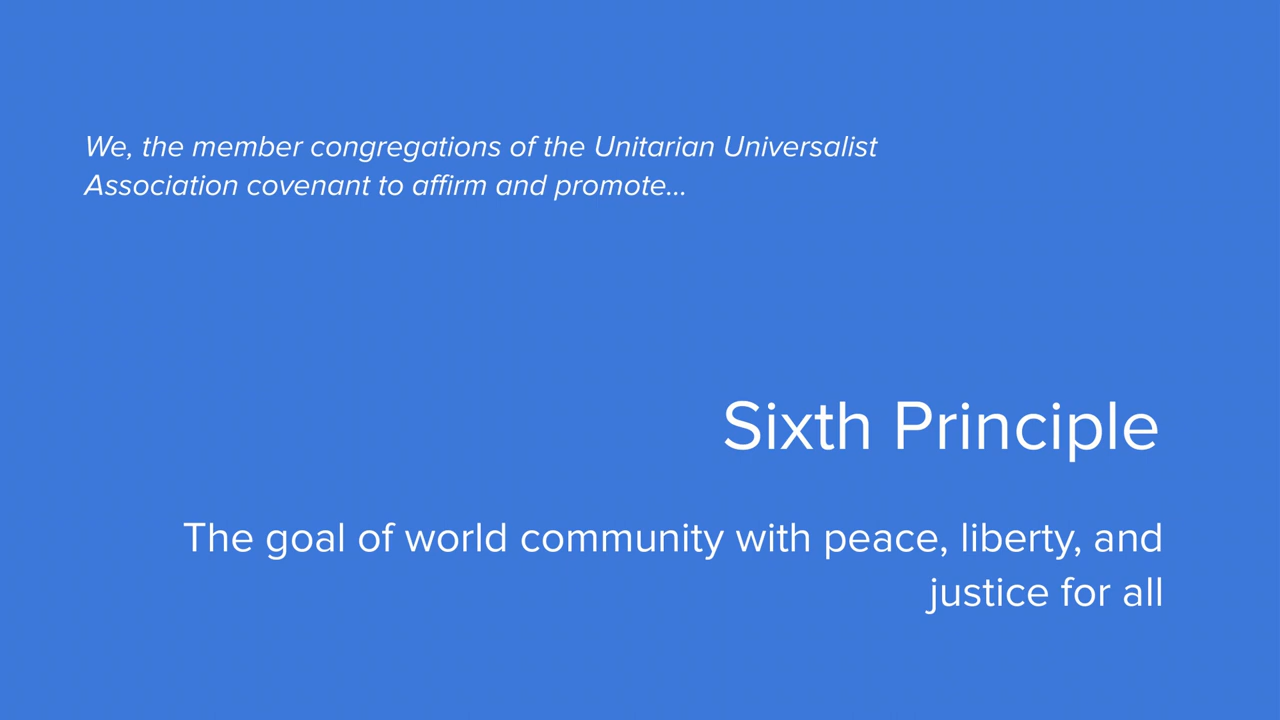 We, the member congregations of the Unitarian Universalist
Association covenant to affirm and promote...
Sixth Principle
The goal of world community with peace, liberty, and
justice for all